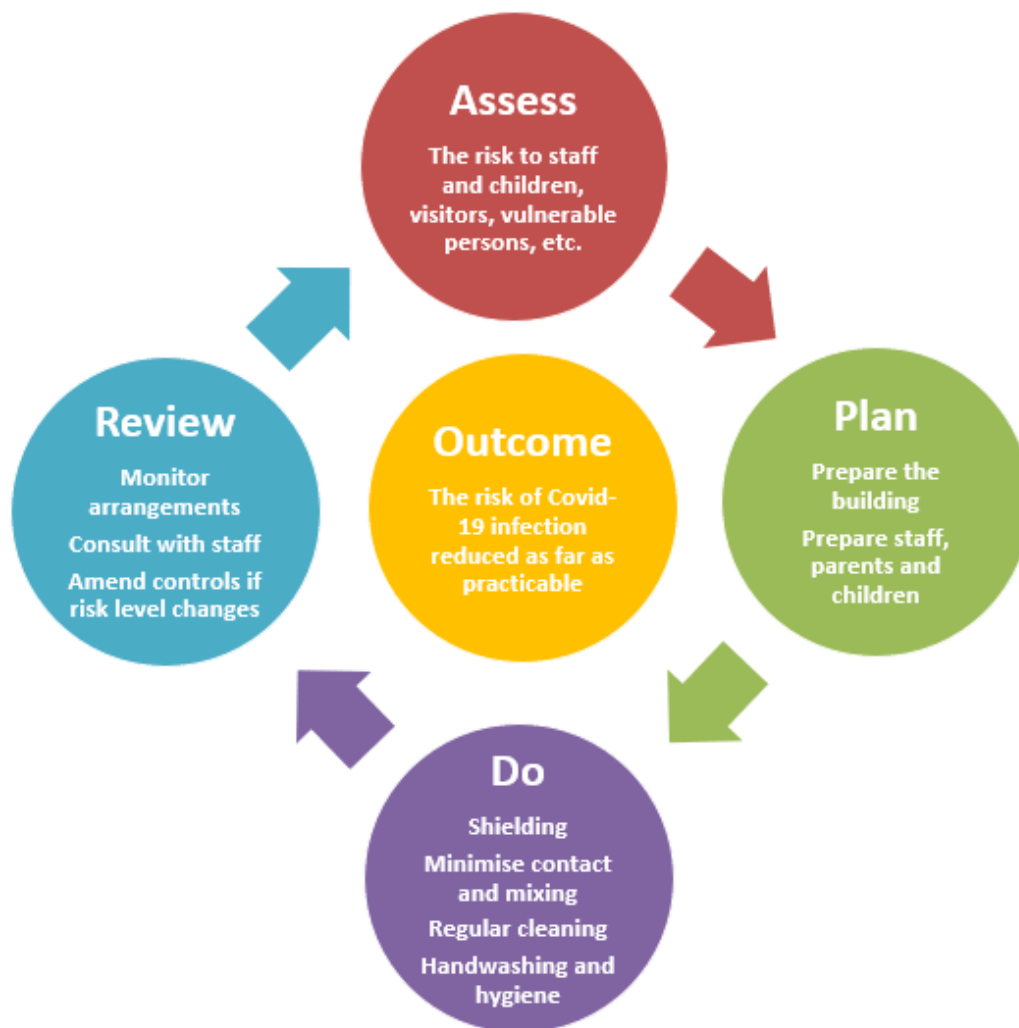 Assess
The risk to staff
and children,
visitors, vulnerable
persons, etc.
Plan
Prepare the
building
Prepare staff,
parents and
children
Do
Shielding
Minimise contact
and mixing
Regular cleaning
Handwashing and
hygiene
Review
Monitor
arrangements
Consult with staff
Amend controls if
risk level changes
Outcome
The risk of Covid-
19 infection
reduced as far as
practicable